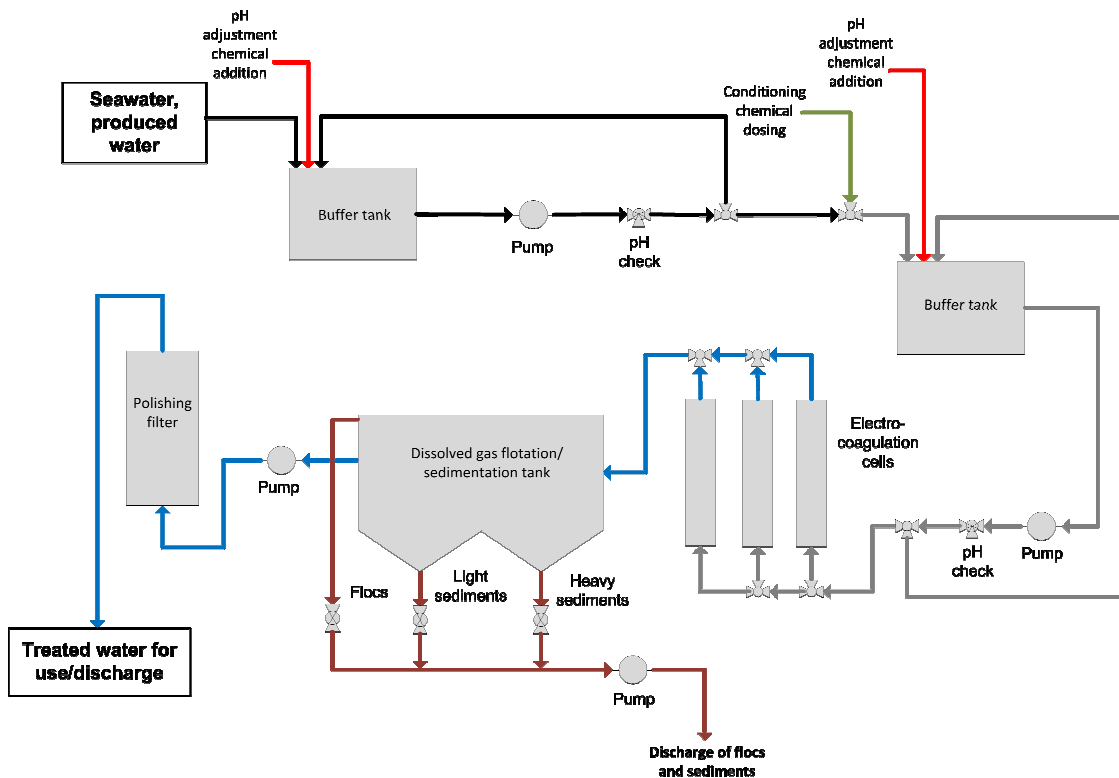 pH
adjustment
chemical
addition
Seawater,
produced
water
Buffer tank
Pump
pH
check
Conditioning
chemical
dosing
pH
adjustment
chemical
addition
Buffer tank
Polishing
filter
Pump
Dissolved gas flotation/
sedimentation tank
Electro-
coagulation
cells
pH
check
Pump
Flocs
Light
sediments
Heavy
sediments
Treated water for
use/discharge
Pump
Discharge of flocs
and sediments